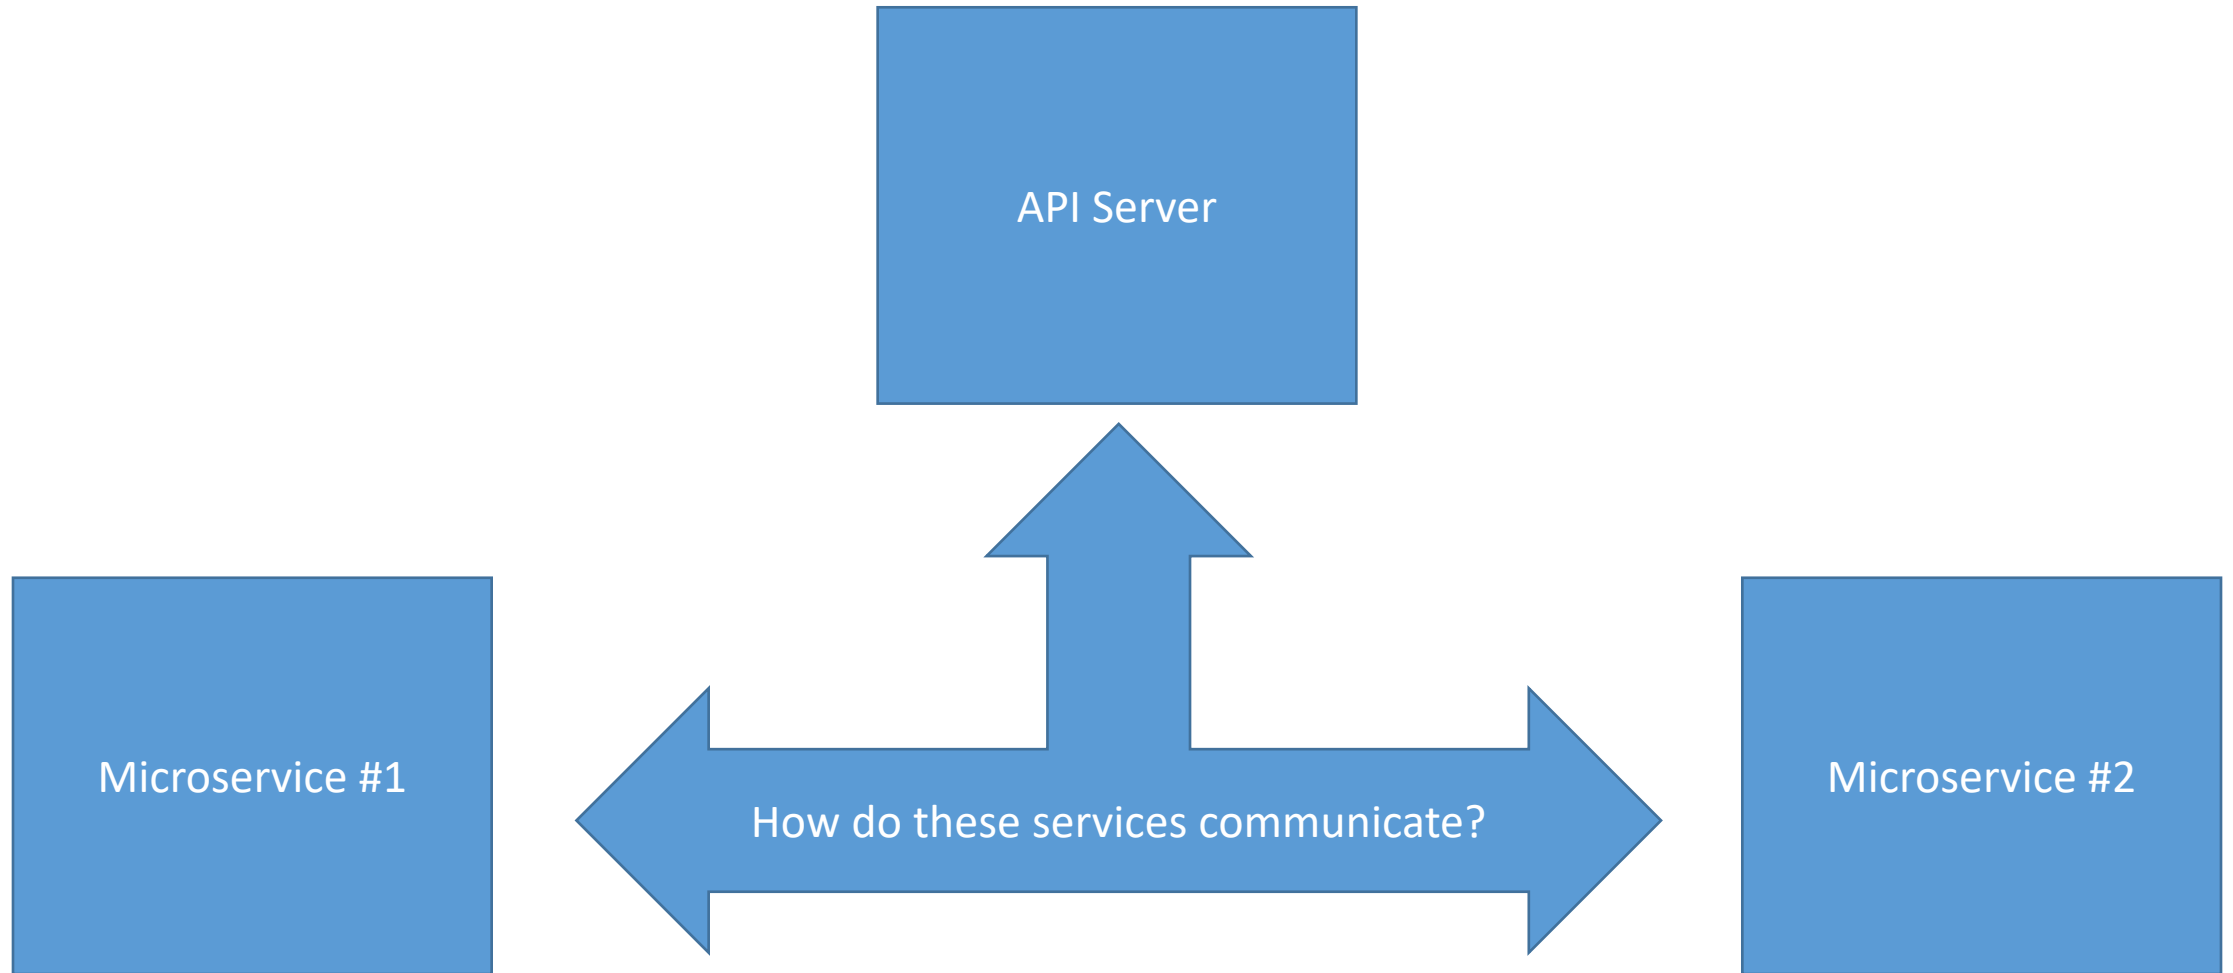 API Server
Microservice #1
How do these services communicate?
Microservice #2